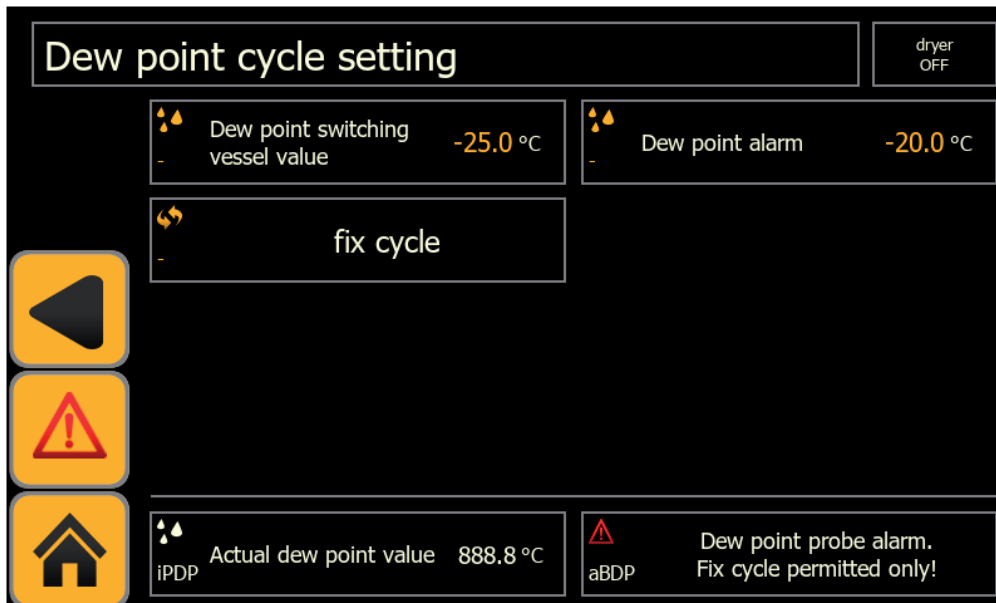 Dew point cycle setting
dryer
OFF
Dew point switching
vessel value
-25.0 °C
-
Dew point alarm
-20.0 °C
-
fix cycle
-
Actual dew point value 888.8 °C
iPDP
Dew point probe alarm.
Fix cycle permitted only!
aBDP